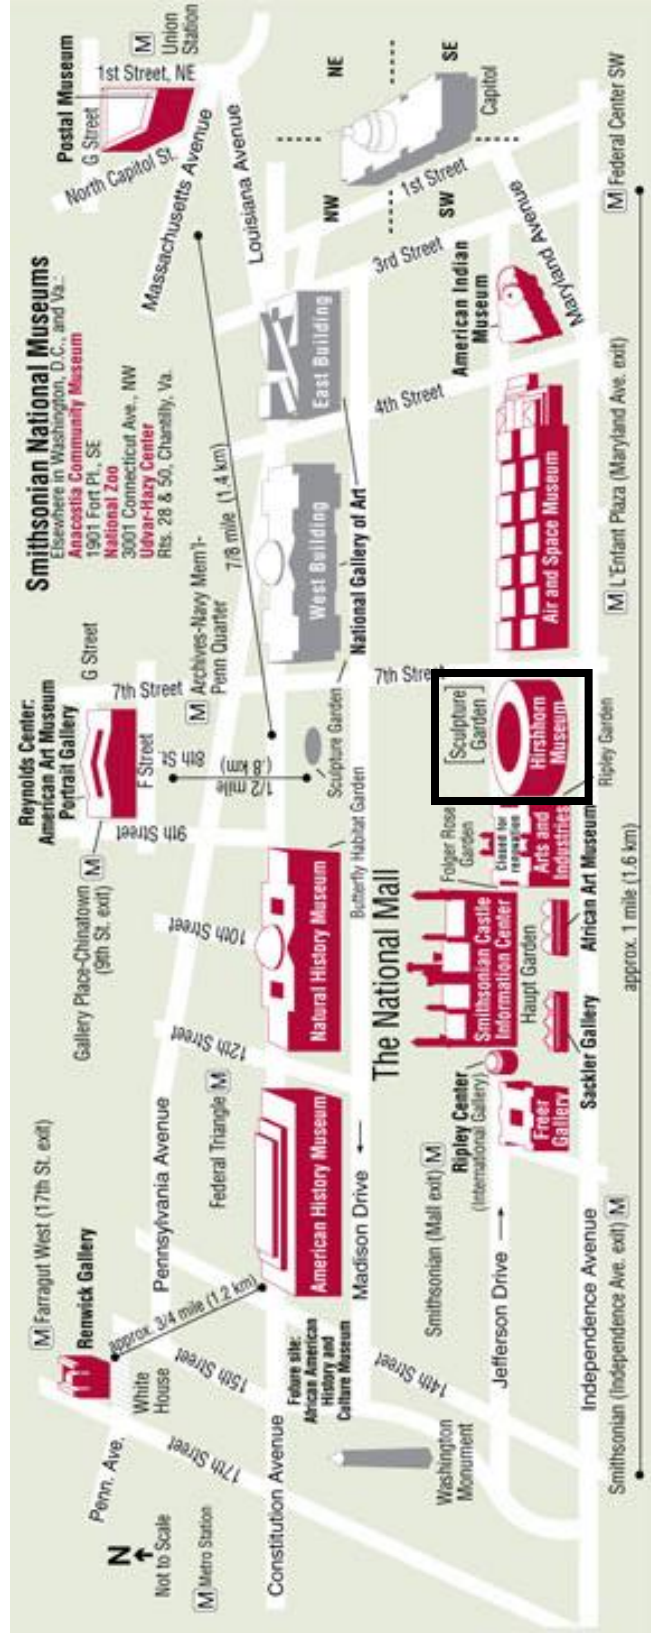 Smithsonian National Museums
Elsewhere in Washington, D.C., and Va.:
Anacostia Community Museum
1901 Fort Pl., SE
National Zoo
3001 Connecticut Ave., NW
Udvar-Hazy Center
Rts. 28 & 50, Chantilly, Va.
N
Not to Scale
M Metro Station
Penn. Ave.
White
House
17th Street
15th Street
M Farragut West (17th St. exit)
Renwick Gallery
approx. 3/4 mile (1.2 km)
Pennsylvania Avenue
Gallery Place-Chinatown M
(9th St. exit)
Reynolds Center:
American Art Museum
Portrait Gallery
G Street
F Street
7th Street
8th St.
9th Street
10th Street
12th Street
1/2 mile
(.8 km)
M Archives-Navy Mem'l-
Penn Quarter
7/8 mile (1.4 km)
Massachusetts Avenue
Louisiana Avenue
North Capitol St.
G Street
Postal Museum
1st Street, NE
M Union
Station
Constitution Avenue
Federal Triangle M
American History Museum
Natural History Museum
Sculpture Garden
West Building
East Building
National Gallery of Art
Butterfly Habitat Garden
Future site:
African American
History and
Culture Museum
Madison Drive
14th Street
The National Mall
7th Street
4th Street
3rd Street
1st Street
NW
NE
SW
SE
Capitol
Washington
Monument
Smithsonian (Mall exit) M
Jefferson Drive
Ripley Center
(International Gallery)
Freer
Gallery
Smithsonian Castle
Information Center
Haupt Garden
Folger Rose
Garden
Closed for
renovation
Arts and
Industries
Sculpture
Garden
Hirshhorn
Museum
Ripley Garden
Air and Space Museum
American Indian
Museum
Maryland Avenue
Independence Avenue
Sackler Gallery
African Art Museum
Smithsonian (Independence Ave. exit) M
M L'Enfant Plaza (Maryland Ave. exit)
M Federal Center SW
approx. 1 mile (1.6 km)